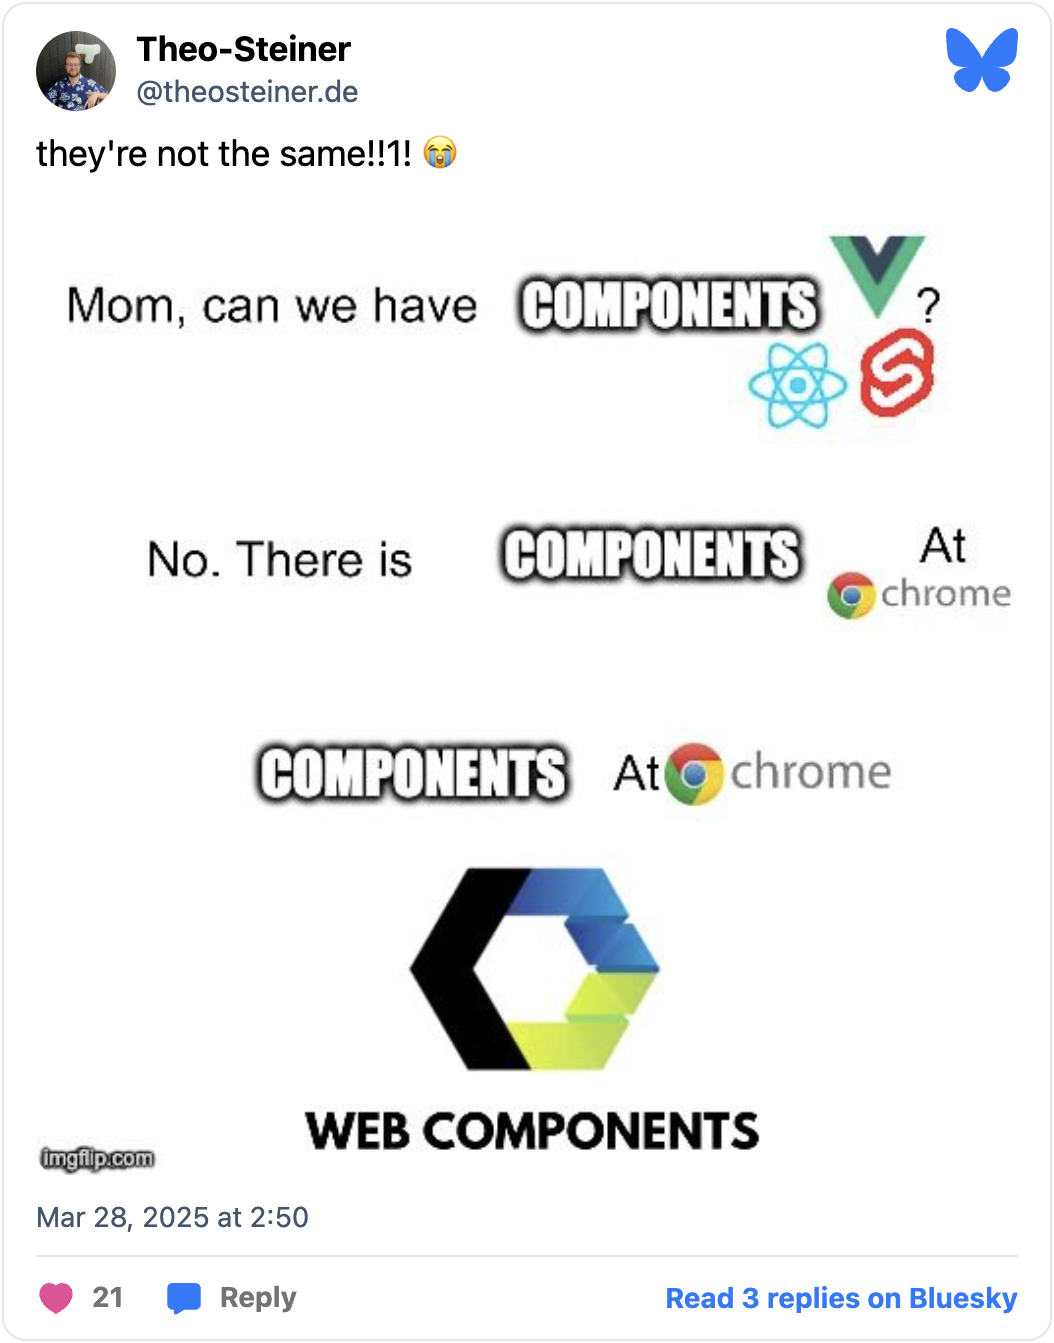 Theo-Steiner
@theosteiner.de
they're not the same!!1! 😭
Mom, can we have COMPONENTS ?
No. There is COMPONENTS At
chrome
COMPONENTS At chrome
WEB COMPONENTS
imgflip.com
Mar 28, 2025 at 2:50
21 Reply Read 3 replies on Bluesky